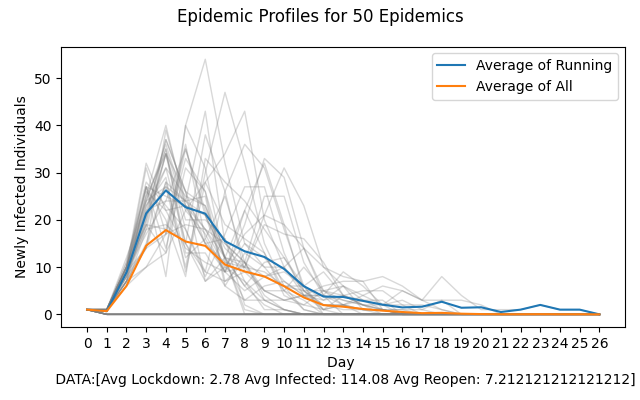 Epidemic Profiles for 50 Epidemics
Average of Running
Average of All
Newly Infected Individuals
50
40
30
20
10
0
0 1 2 3 4 5 6 7 8 9 10 11 12 13 14 15 16 17 18 19 20 21 22 23 24 25 26
Day
DATA:[Avg Lockdown: 2.78 Avg Infected: 114.08 Avg Reopen: 7.212121212121212]